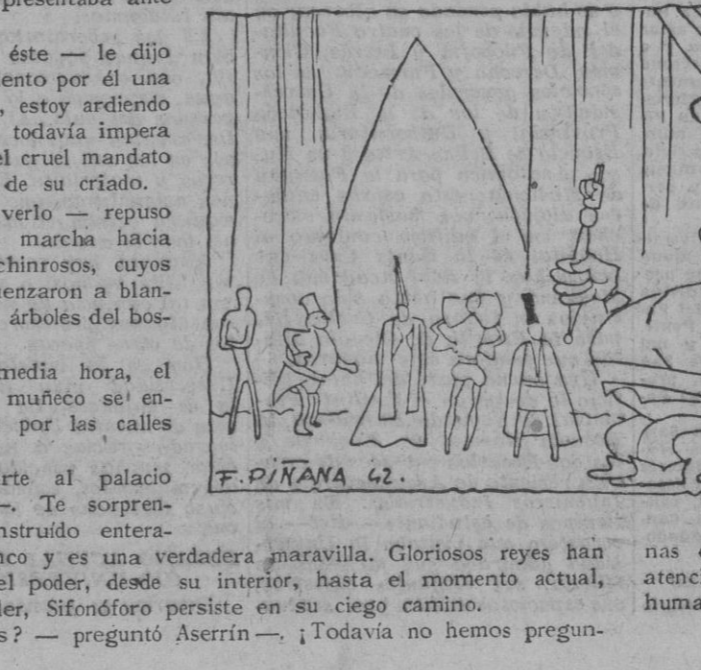 presentaba ante
éste — le dijo
ento por él una
, estoy ardiendo
todavía impera
el cruel mandato
de su criado.
verlo — repuso
marcha hacia
chinrosos, cuyos
enzaron a blan-
árboles del bos-
media hora, el
muñeco se en-
por las calles
rte al palacio
—. Te sorpren-
nstruído entera-
F. PIÑANA 42.
nco y es una verdadera maravilla. Gloriosos reyes han
el poder, desde su interior, hasta el momento actual,
der, Sifonóforo persiste en su ciego camino.
s? — preguntó Aserrín —. ¡Todavía no hemos pregun-
nas
atenci
huma